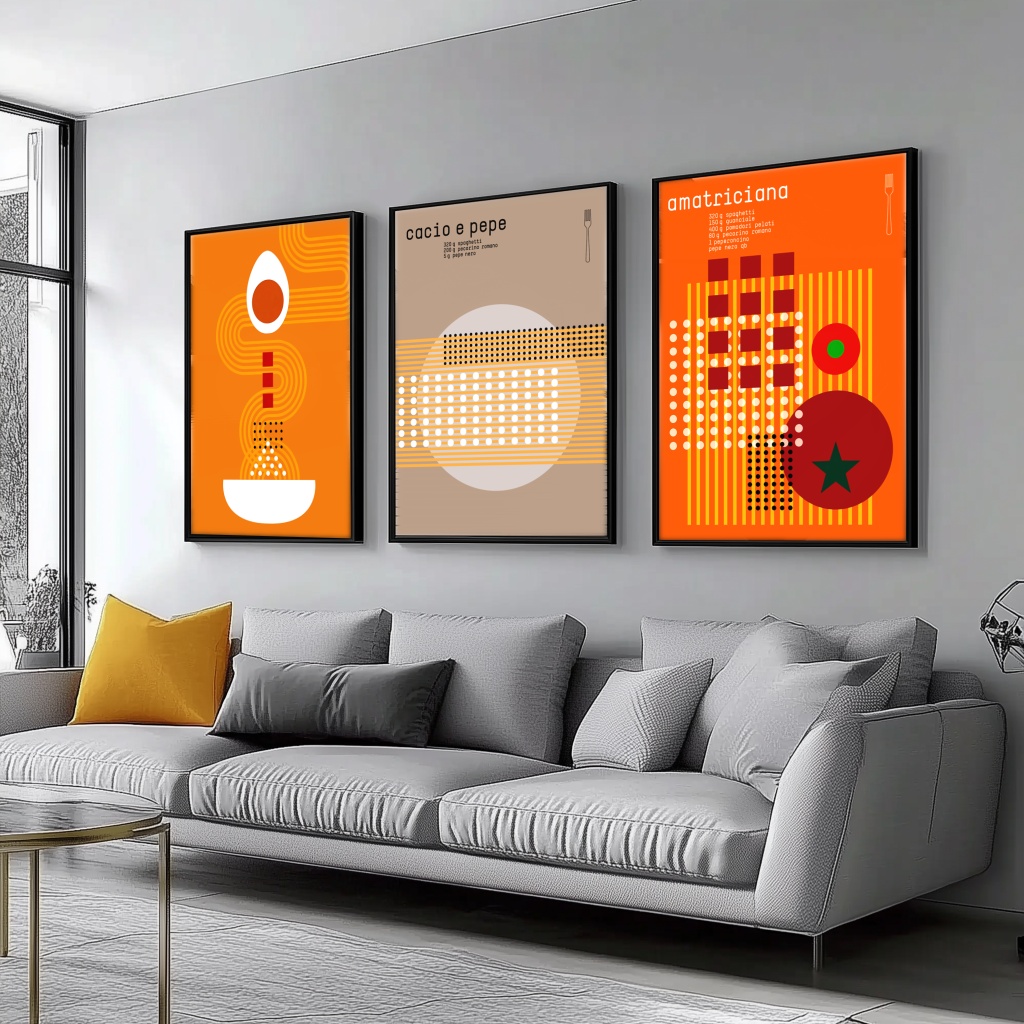 cacio e pepe
320 g spaghetti
200 g pecorino romano
5 g pepe nero
amatriciana
320 g spaghetti
150 g guanciale
400 g pomodori pelati
80 g pecorino romano
1 peperoncino
pepe nero qb